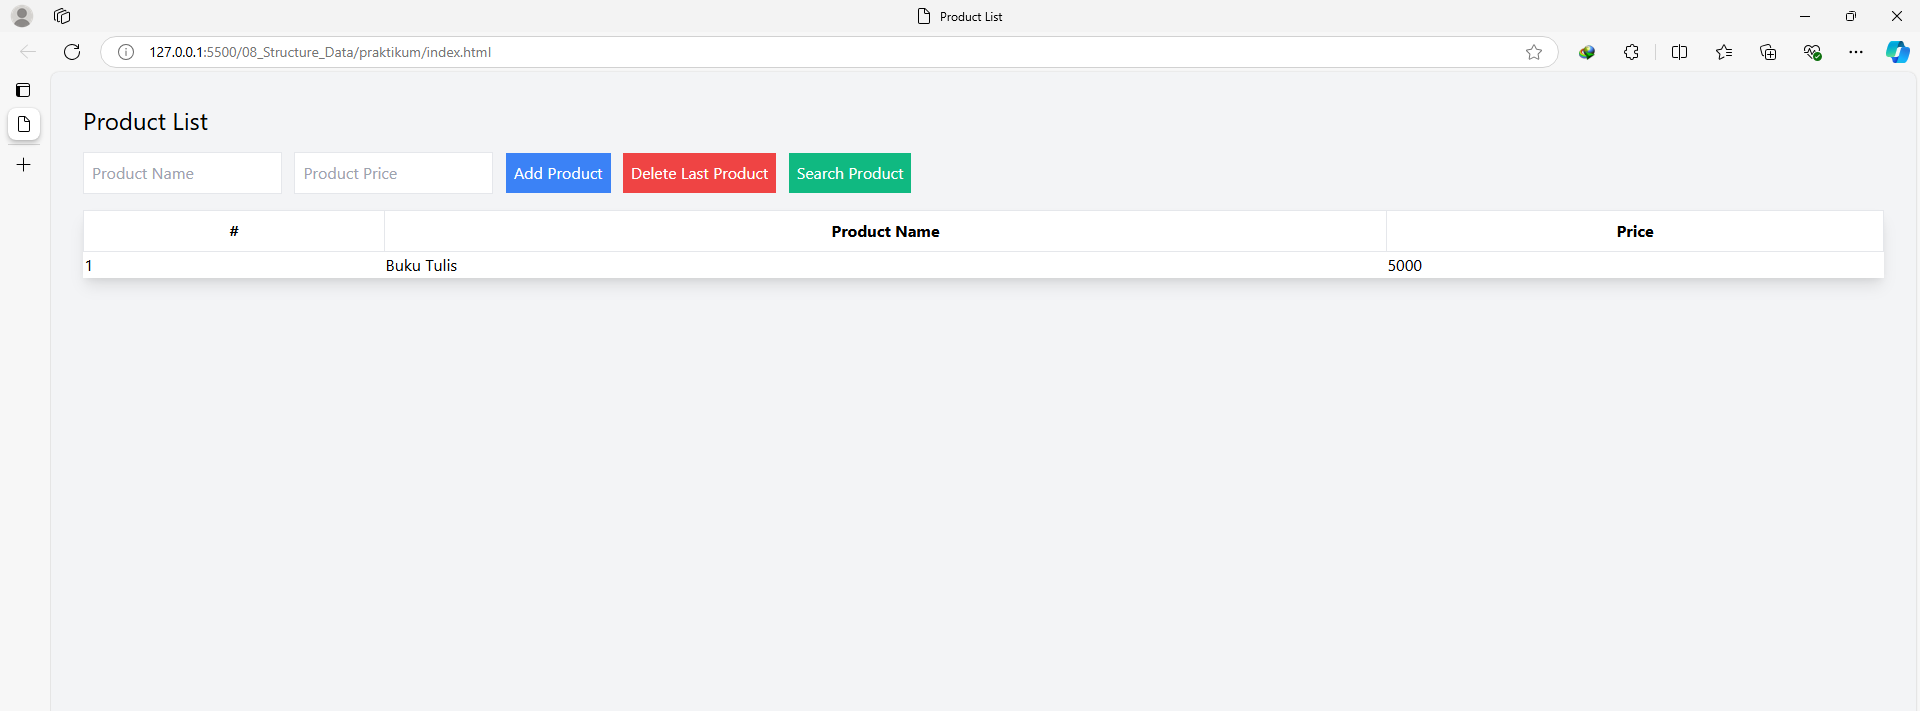 Product List
127.0.0.1:5500/08_Structure_Data/praktikum/index.html
Product List
Product Name Product Price Add Product Delete Last Product Search Product
# Product Name Price
1 Buku Tulis 5000